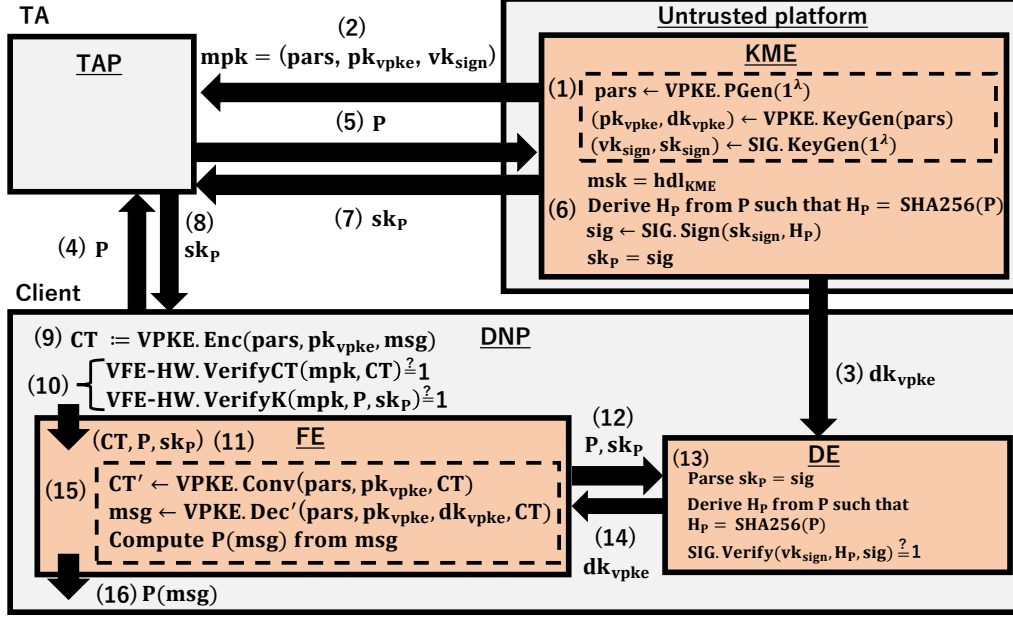 TA
TAP
(2)
mpk = (pars, pk_vpke, vk_sign)
(5) P
(7) sk_P
(4) P
(8)
sk_P
Untrusted platform
KME
(1) pars ← VPKE.PGen(1^λ)
(pk_vpke, dk_vpke) ← VPKE.KeyGen(pars)
(vk_sign, sk_sign) ← SIG.KeyGen(1^λ)
msk = hdl_KME
(6) Derive H_P from P such that H_P = SHA256(P)
sig ← SIG.Sign(sk_sign, H_P)
sk_P = sig
(3) dk_vpke
Client
DNP
(9) CT := VPKE.Enc(pars, pk_vpke, msg)
(10)
VFE-HW.VerifyCT(mpk, CT) ≟ 1
VFE-HW.VerifyK(mpk, P, sk_P) ≟ 1
(CT, P, sk_P) (11)
FE
(15)
CT′ ← VPKE.Conv(pars, pk_vpke, CT)
msg ← VPKE.Dec′(pars, pk_vpke, dk_vpke, CT)
Compute P(msg) from msg
(16) P(msg)
(12)
P, sk_P
(14)
dk_vpke
DE
(13)
Parse sk_P = sig
Derive H_P from P such that
H_P = SHA256(P)
SIG.Verify(vk_sign, H_P, sig) ≟ 1